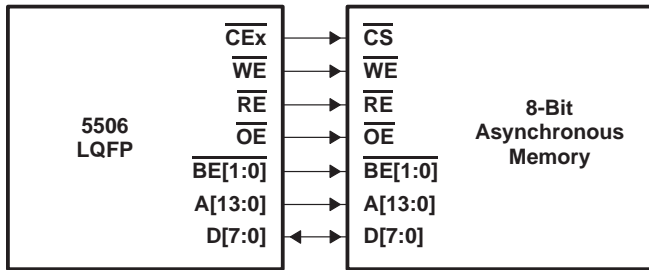 CEx CS
WE WE
RE RE
5506 LQFP
OE OE
8-Bit Asynchronous Memory
BE[1:0] BE[1:0]
A[13:0] A[13:0]
D[7:0] D[7:0]